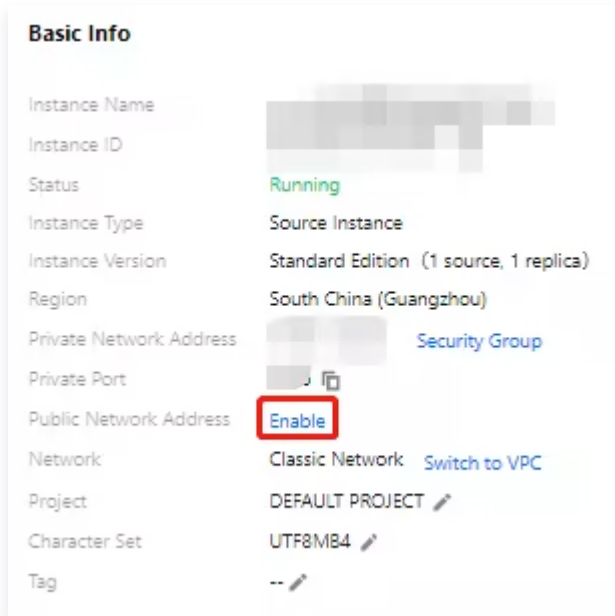 Basic Info
Instance Name
Instance ID
Status Running
Instance Type Source Instance
Instance Version Standard Edition（1 source, 1 replica）
Region South China (Guangzhou)
Private Network Address Security Group
Private Port
Public Network Address Enable
Network Classic Network Switch to VPC
Project DEFAULT PROJECT
Character Set UTF8MB4
Tag --